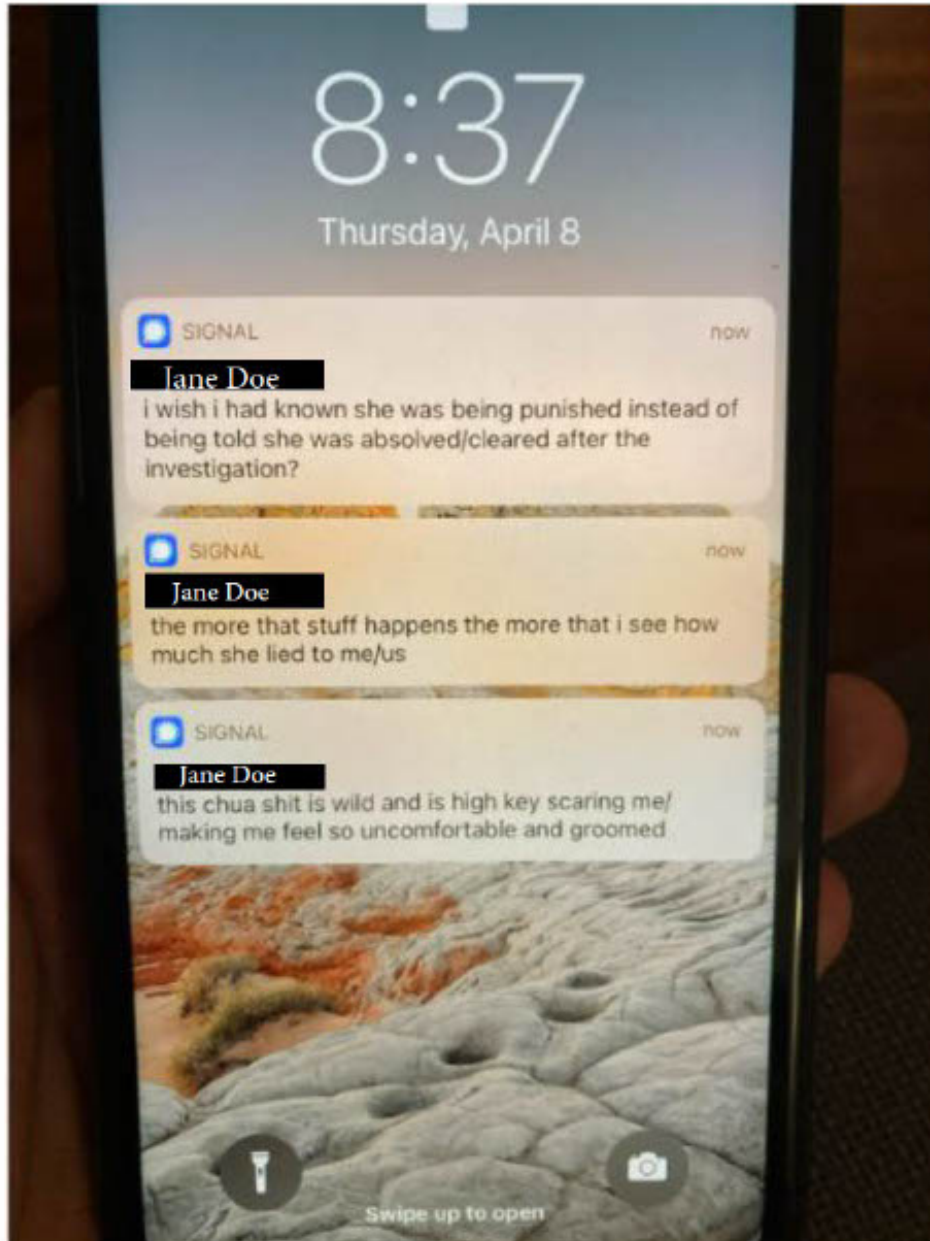 8:37
Thursday, April 8
SIGNAL now
Jane Doe
i wish i had known she was being punished instead of
being told she was absolved/cleared after the
investigation?
SIGNAL now
Jane Doe
the more that stuff happens the more that i see how
much she lied to me/us
SIGNAL now
Jane Doe
this chua shit is wild and is high key scaring me/
making me feel so uncomfortable and groomed
Swipe up to open